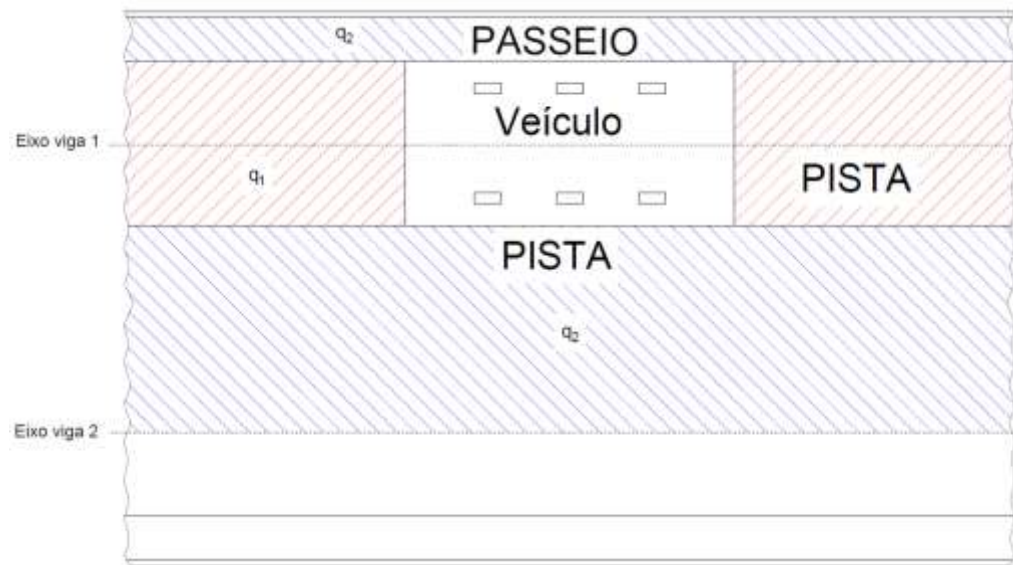 q₂
PASSEIO
Veículo
Eixo viga 1
q₁
PISTA
PISTA
q₂
Eixo viga 2